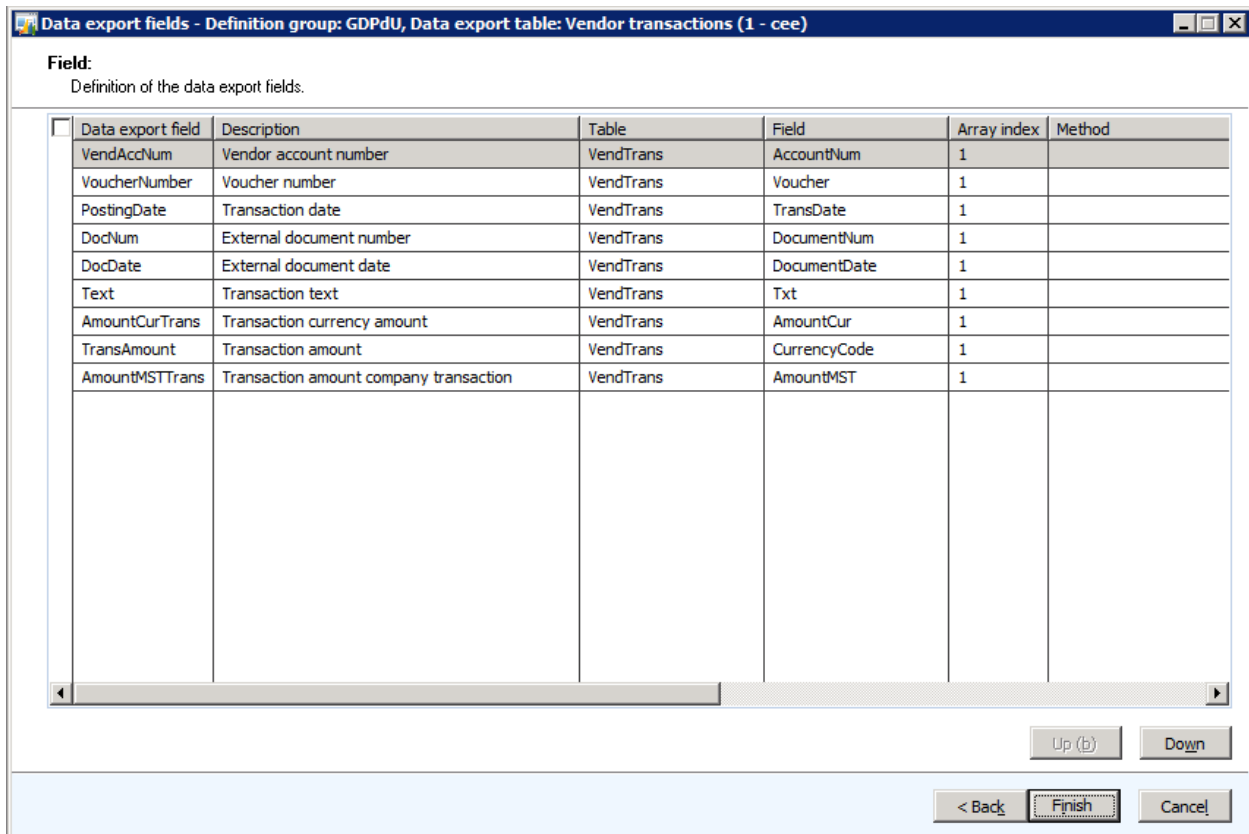 Data export fields - Definition group: GDPdU, Data export table: Vendor transactions (1 - cee)
Field:
Definition of the data export fields.
Data export field Description Table Field Array index Method
VendAccNum Vendor account number VendTrans AccountNum 1
VoucherNumber Voucher number VendTrans Voucher 1
PostingDate Transaction date VendTrans TransDate 1
DocNum External document number VendTrans DocumentNum 1
DocDate External document date VendTrans DocumentDate 1
Text Transaction text VendTrans Txt 1
AmountCurTrans Transaction currency amount VendTrans AmountCur 1
TransAmount Transaction amount VendTrans CurrencyCode 1
AmountMSTTrans Transaction amount company transaction VendTrans AmountMST 1
Up (b) Down
< Back Finish Cancel